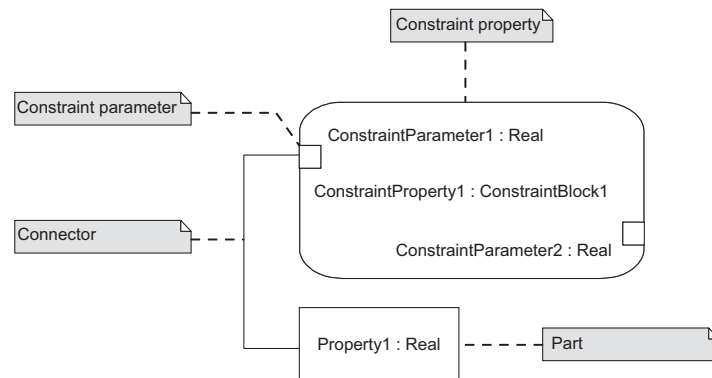 Constraint property
Constraint parameter
ConstraintParameter1 : Real
ConstraintProperty1 : ConstraintBlock1
Connector
ConstraintParameter2 : Real
Property1 : Real
Part